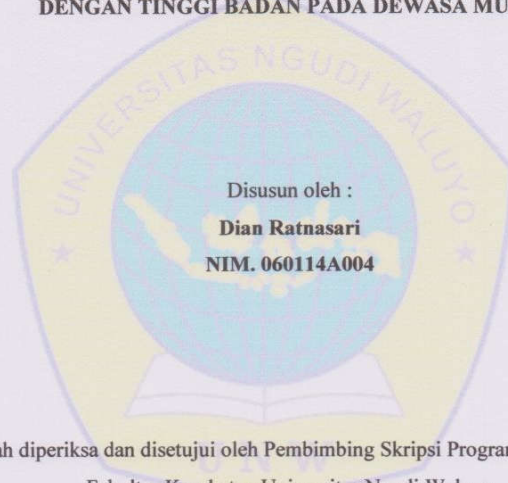 DENGAN TINGGI BADAN PADA DEWASA
UNIVERSITAS NGUDI WALUYO
Disusun oleh :
Dian Ratnasari
NIM. 060114A004
diperiksa dan disetujui oleh Pembimbing Skripsi
UNW